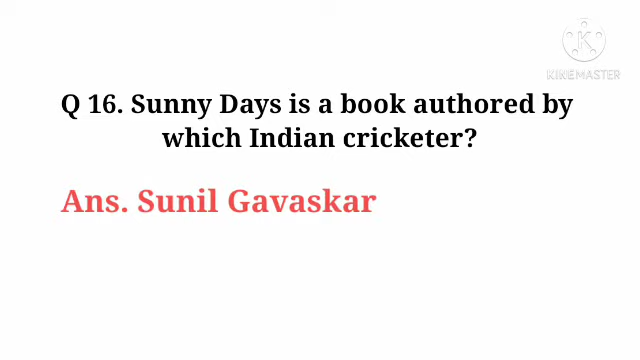 KINEMASTER
Q 16. Sunny Days is a book authored by
which Indian cricketer?
Ans. Sunil Gavaskar